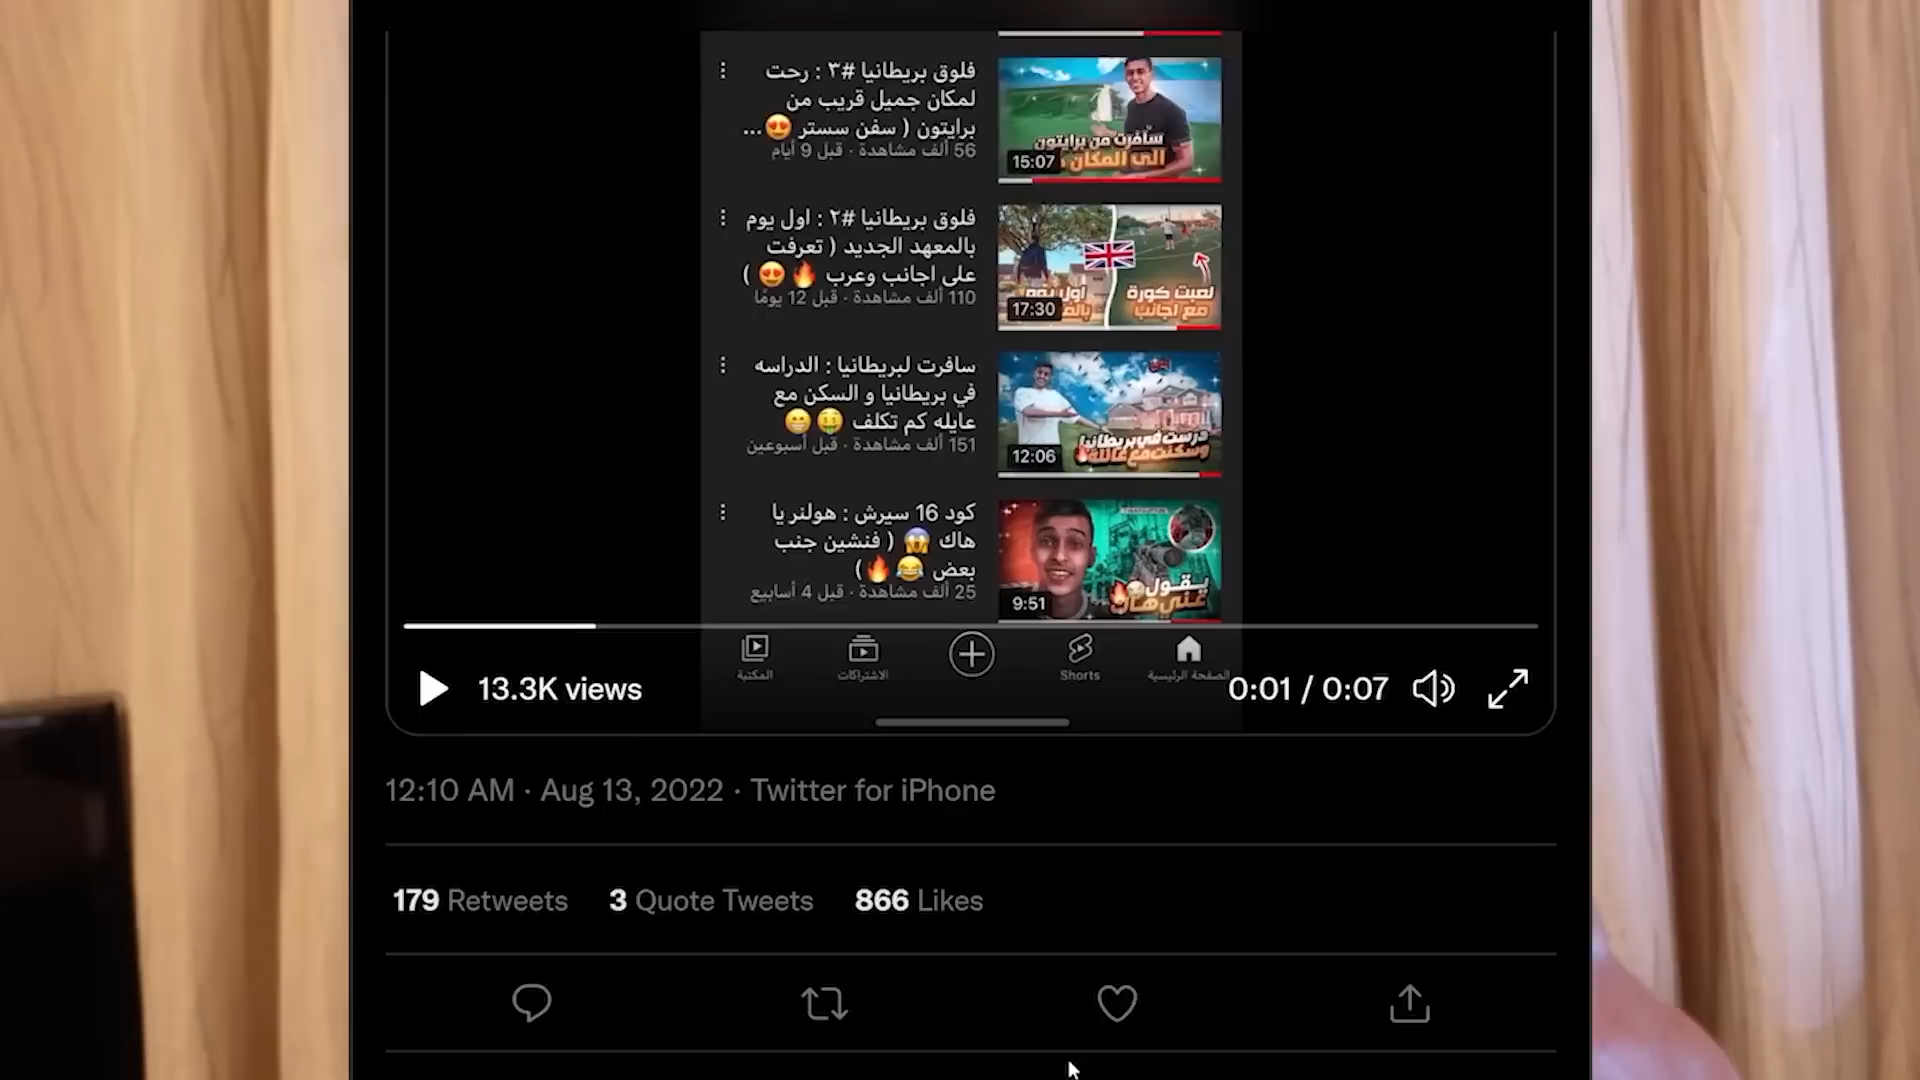 فلوق بريطانيا #٣ : رحت
لمكان جميل قريب من
برايتون ( سفن سستر 😍...
56 ألف مشاهدة · قبل 9 أيام
سافرت من برايتون
الى المكان
15:07
فلوق بريطانيا #٢ : اول يوم
بالمعهد الجديد ( تعرفت
على اجانب وعرب 🔥 😍 )
110 ألف مشاهدة · قبل 12 يومًا
اول يوم
لعبت كورة
مع اجانب
17:30
سافرت لبريطانيا : الدراسه
في بريطانيا و السكن مع
عايله كم تكلف 🤑 😁
151 ألف مشاهدة · قبل أسبوعين
درست في بريطانيا
وسكنت مع عائلة
12:06
كود 16 سيرش : هولنر يا
هاك 😱 ( فنشين جنب
بعض 😂 🔥 )
25 ألف مشاهدة · قبل 4 أسابيع
يقول
عني هاك
9:51
الصفحة الرئيسية
Shorts
الاشتراكات
المكتبة
13.3K views
0:01 / 0:07
12:10 AM · Aug 13, 2022 · Twitter for iPhone
179 Retweets 3 Quote Tweets 866 Likes